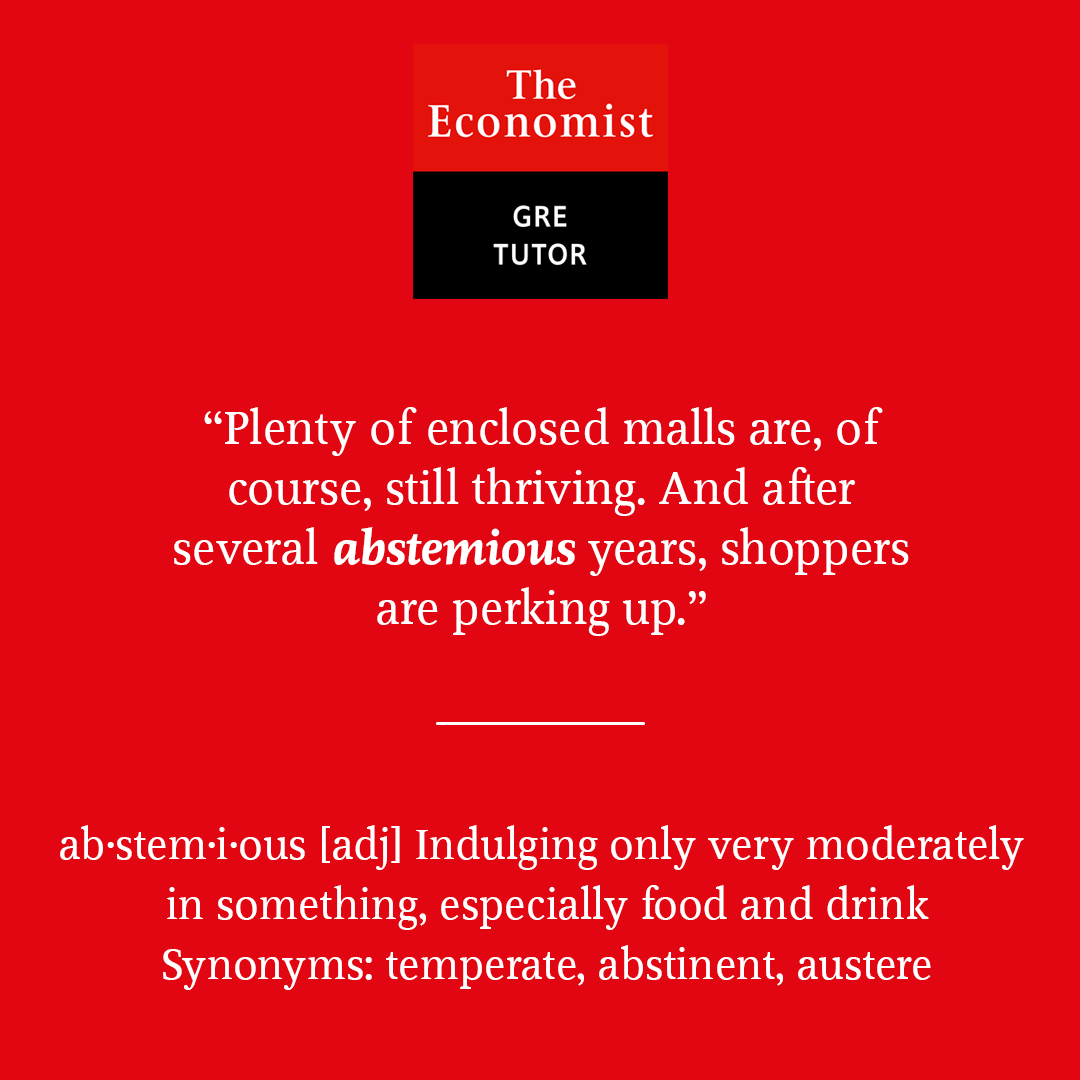 The
Economist
GRE
TUTOR
“Plenty of enclosed malls are, of
course, still thriving. And after
several abstemious years, shoppers
are perking up.”
ab·stem·i·ous [adj] Indulging only very moderately
in something, especially food and drink
Synonyms: temperate, abstinent, austere